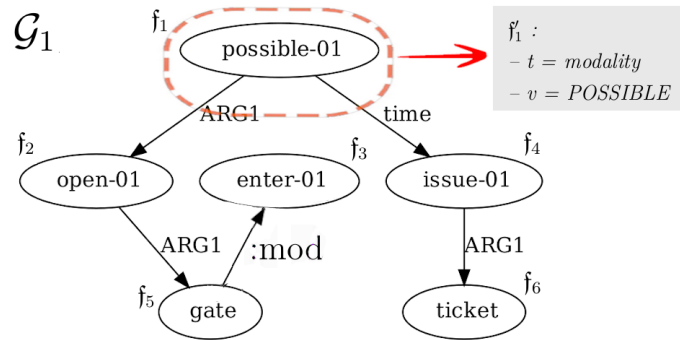 𝓖₁
𝔣₁
possible-01
𝔣′₁ :
– t = modality
– v = POSSIBLE
ARG1
time
𝔣₂
𝔣₃
𝔣₄
open-01
enter-01
issue-01
ARG1
:mod
ARG1
𝔣₅
𝔣₆
gate
ticket